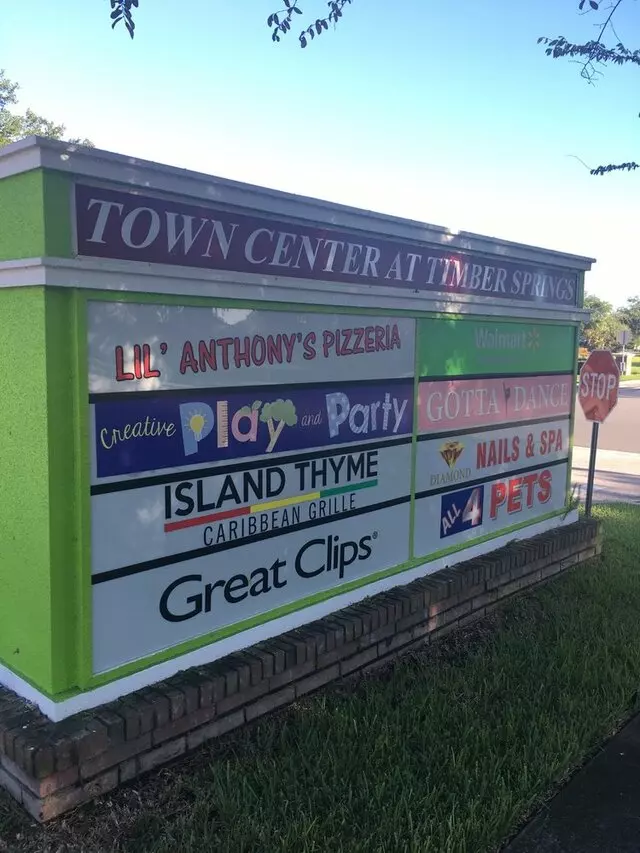 TOWN CENTER AT TIMBER SPRINGS
LIL' ANTHONY'S PIZZERIA
Creative Play and Party
ISLAND THYME
CARIBBEAN GRILLE
Great Clips®
Walmart
GOTTA DANCE
DIAMOND
NAILS & SPA
ALL 4 PETS
STOP